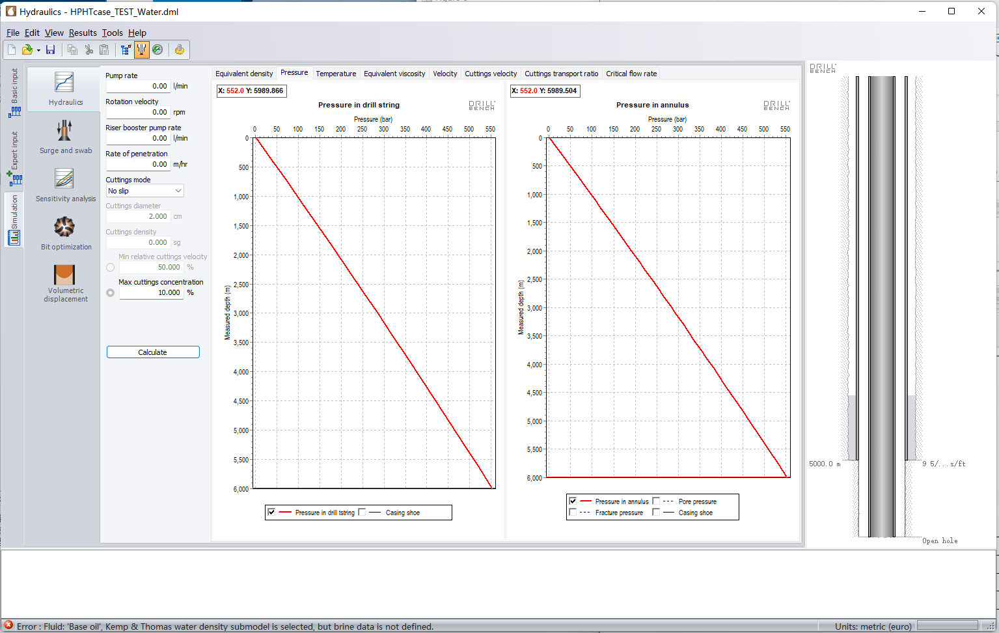 Hydraulics - HPHTcase_TEST_Water.dml
File Edit View Results Tools Help
Basic input
Expert input
Simulation
Hydraulics
Surge and swab
Sensitivity analysis
Bit optimization
Volumetric
displacement
Pump rate
0.00 l/min
Rotation velocity
0.00 rpm
Riser booster pump rate
0.00 l/min
Rate of penetration
0.00 m/hr
Cuttings mode
No slip
Cuttings diameter
2.000 cm
Cuttings density
0.000 sg
Min relative cuttings velocity
50.000 %
Max cuttings concentration
10.000 %
Calculate
Equivalent density Pressure Temperature Equivalent viscosity Velocity Cuttings velocity Cuttings transport ratio Critical flow rate
X: 552.0 Y: 5989.866
Pressure in drill string
DRILL
BENCH
Pressure (bar)
0 50 100 150 200 250 300 350 400 450 500 550
0
500
1,000
1,500
2,000
2,500
3,000
3,500
4,000
4,500
5,000
5,500
6,000
Measured depth (m)
Pressure in drill tstring Casing shoe
X: 552.0 Y: 5989.504
Pressure in annulus
DRILL
BENCH
Pressure (bar)
0 50 100 150 200 250 300 350 400 450 500 550
0
500
1,000
1,500
2,000
2,500
3,000
3,500
4,000
4,500
5,000
5,500
6,000
Measured depth (m)
Pressure in annulus Pore pressure
Fracture pressure Casing shoe
DRILL
BENCH
5000.0 m
9 5/...s/ft
Open hole
Error : Fluid: 'Base oil', Kemp & Thomas water density submodel is selected, but brine data is not defined.
Units: metric (euro)